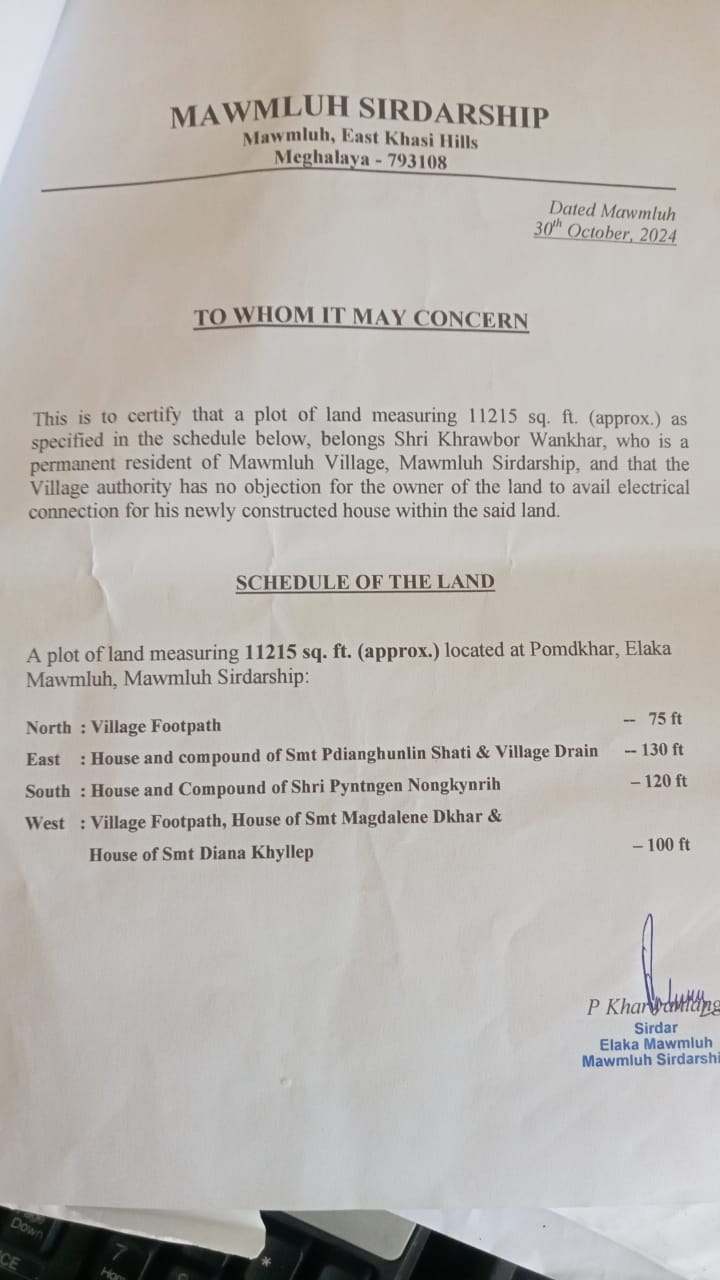 MAWMLUH SIRDARSHIP
Mawmluh, East Khasi Hills
Meghalaya - 793108
Dated Mawmluh
30th October, 2024
TO WHOM IT MAY CONCERN
This is to certify that a plot of land measuring 11215 sq. ft. (approx.) as
specified in the schedule below, belongs Shri Khrawbor Wankhar, who is a
permanent resident of Mawmluh Village, Mawmluh Sirdarship, and that the
Village authority has no objection for the owner of the land to avail electrical
connection for his newly constructed house within the said land.
SCHEDULE OF THE LAND
A plot of land measuring 11215 sq. ft. (approx.) located at Pomdkhar, Elaka
Mawmluh, Mawmluh Sirdarship:
North : Village Footpath -- 75 ft
East : House and compound of Smt Pdianghunlin Shati & Village Drain -- 130 ft
South : House and Compound of Shri Pyntngen Nongkynrih – 120 ft
West : Village Footpath, House of Smt Magdalene Dkhar &
House of Smt Diana Khyllep – 100 ft
P
Sirdar
Elaka Mawmluh
Mawmluh Sirdarshi
Down
7
*